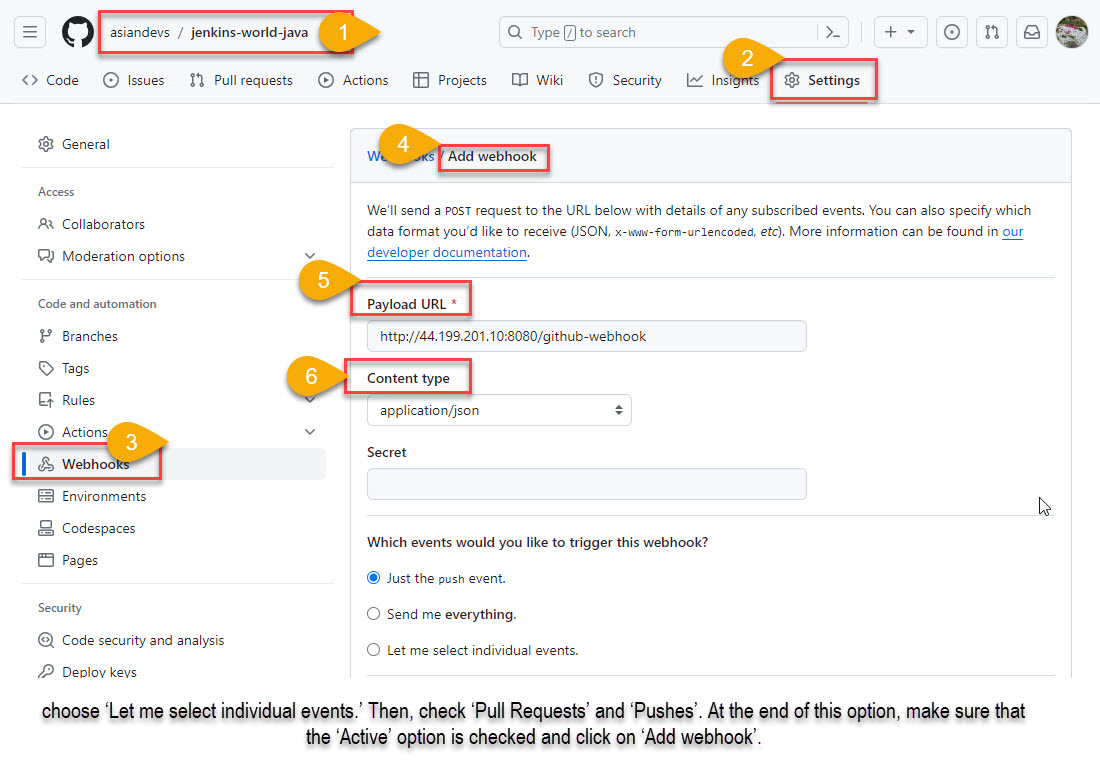 asiandevs / jenkins-world-java
1
Type / to search
2
Code
Issues
Pull requests
Actions
Projects
Wiki
Security
Insights
Settings
General
Access
Collaborators
Moderation options
Code and automation
Branches
Tags
Rules
Actions
3
Webhooks
Environments
Codespaces
Pages
Security
Code security and analysis
Deploy keys
4
Webhooks / Add webhook
We’ll send a POST request to the URL below with details of any subscribed events. You can also specify which
data format you’d like to receive (JSON, x-www-form-urlencoded, etc). More information can be found in our
developer documentation.
5
Payload URL *
http://44.199.201.10:8080/github-webhook
6
Content type
application/json
Secret
Which events would you like to trigger this webhook?
Just the push event.
Send me everything.
Let me select individual events.
choose ‘Let me select individual events.’ Then, check ‘Pull Requests’ and ‘Pushes’. At the end of this option, make sure that
the ‘Active’ option is checked and click on ‘Add webhook’.